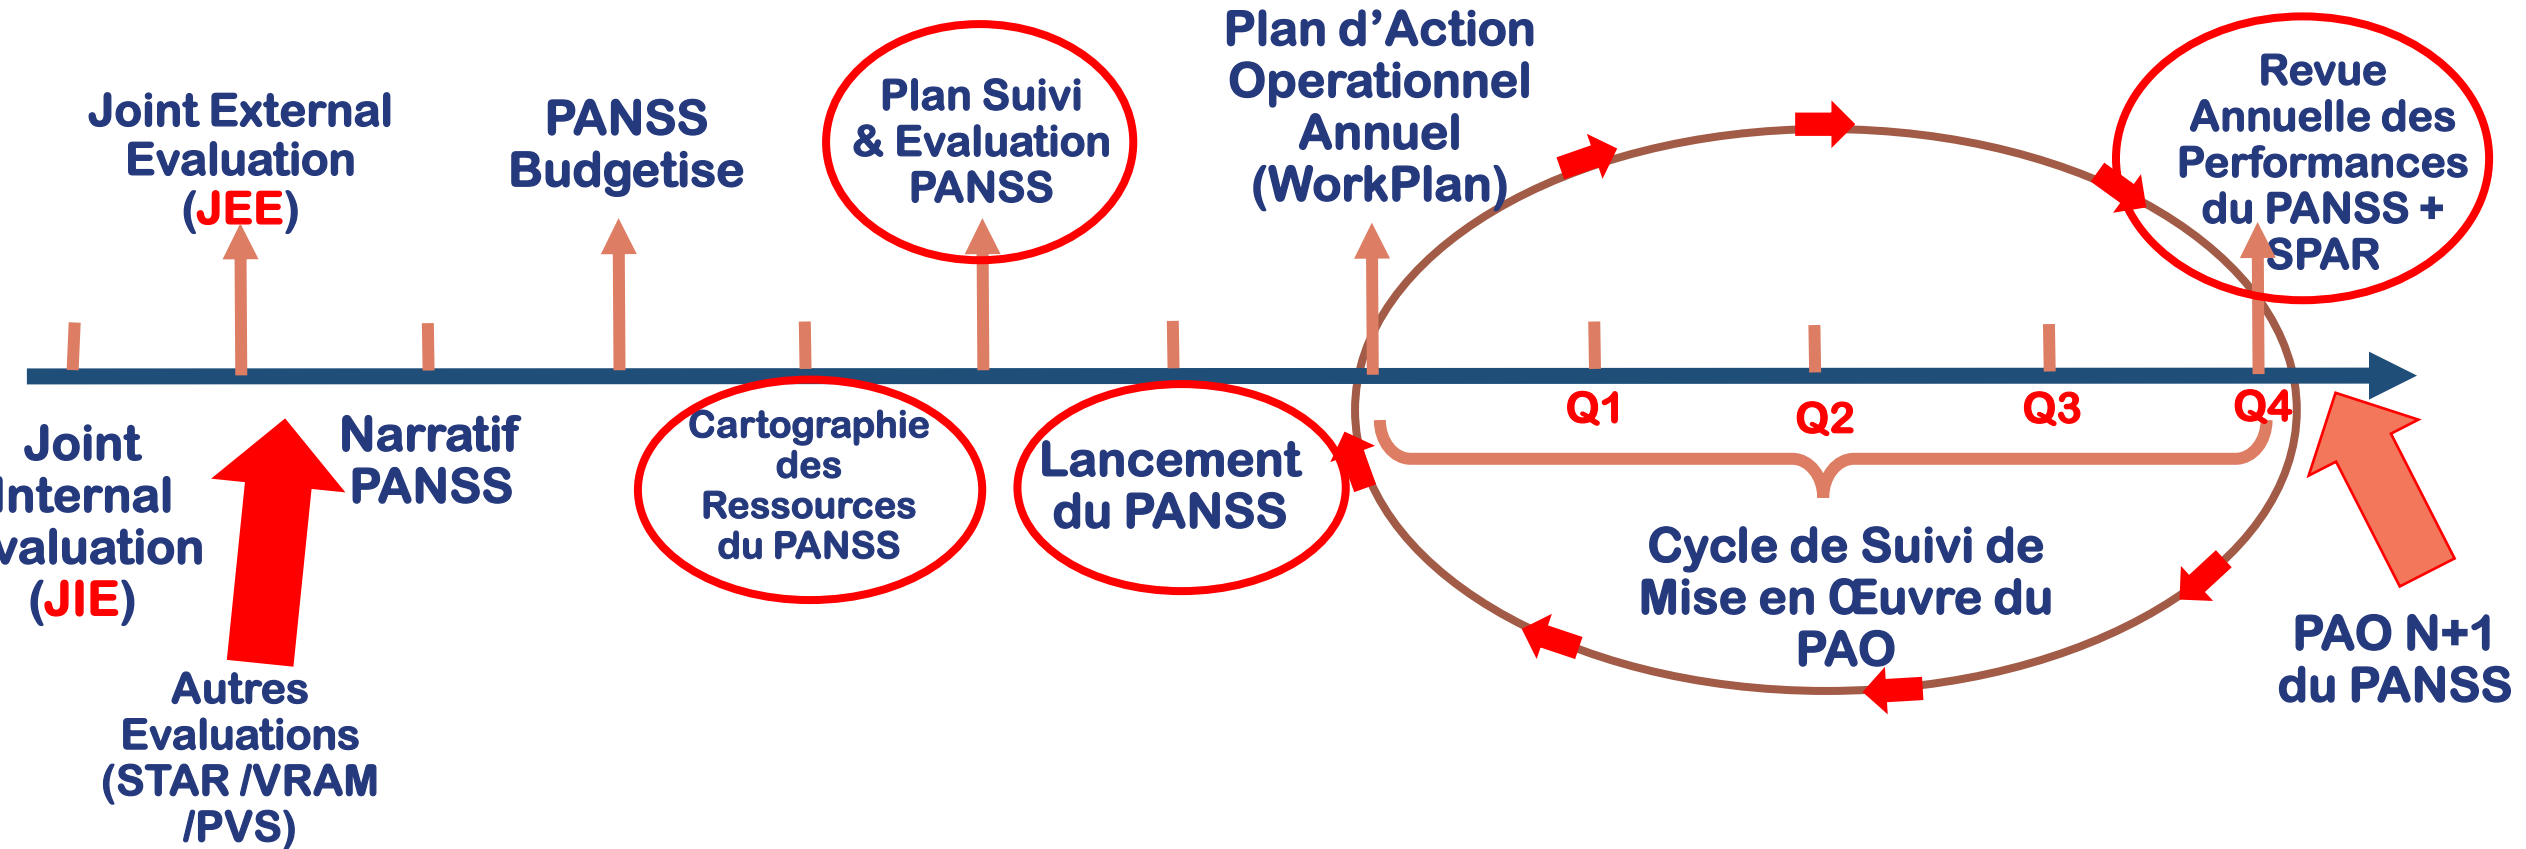 Joint External
Evaluation
(JEE)
PANSS
Budgetise
Plan Suivi
& Evaluation
PANSS
Plan d’Action
Operationnel
Annuel
(WorkPlan)
Revue
Annuelle des
Performances
du PANSS +
SPAR
Joint
Internal
valuation
(JIE)
Narratif
PANSS
Cartographie
des
Ressources
du PANSS
Lancement
du PANSS
Q1
Q2
Q3
Q4
Cycle de Suivi de
Mise en Œuvre du
PAO
PAO N+1
du PANSS
Autres
Evaluations
(STAR /VRAM
/PVS)